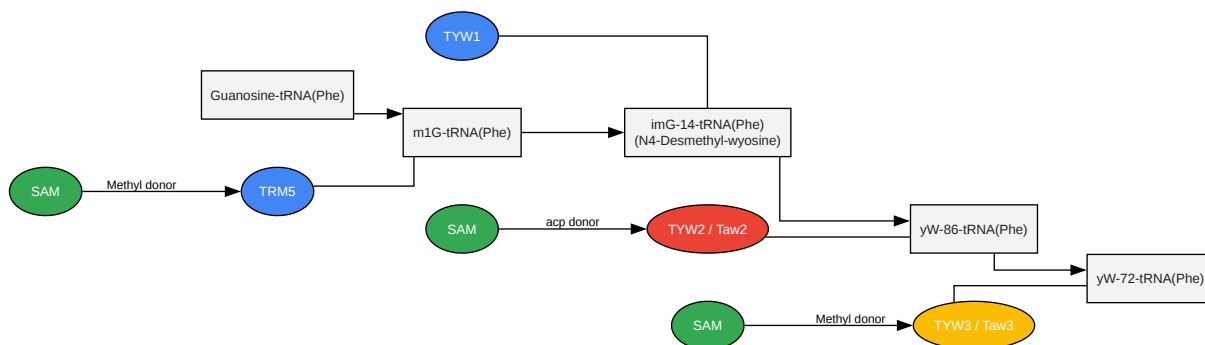 TYW1
Guanosine-tRNA(Phe)
m1G-tRNA(Phe)
imG-14-tRNA(Phe)
(N4-Desmethyl-wyosine)
SAM
Methyl donor
TRM5
SAM
acp donor
TYW2 / Taw2
yW-86-tRNA(Phe)
yW-72-tRNA(Phe)
SAM
Methyl donor
TYW3 / Taw3